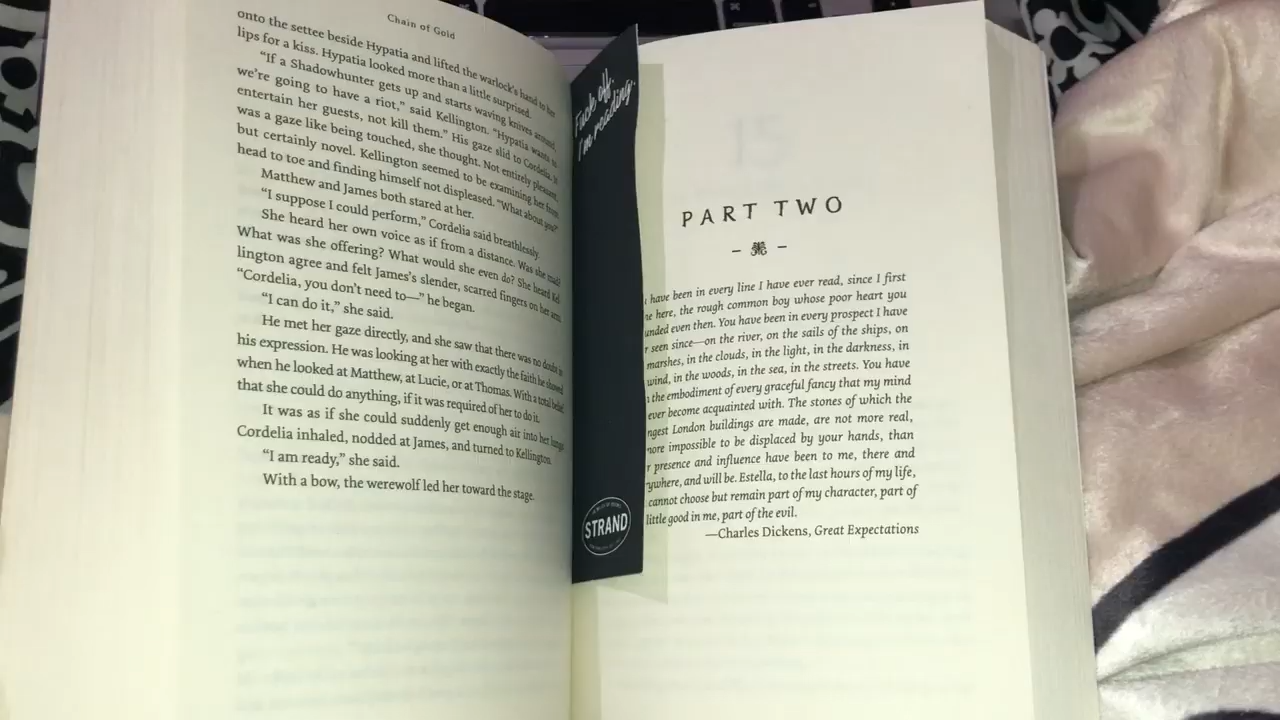 Chain of Gold
onto the settee beside Hypatia and lifted the warlock's hand to her
lips for a kiss. Hypatia looked more than a little surprised.
"If a Shadowhunter gets up and starts waving knives around,
we're going to have a riot," said Kellington. "Hypatia wants to
entertain her guests, not kill them." His gaze slid to Cordelia. It
was a gaze like being touched, she thought. Not entirely pleasant,
but certainly novel. Kellington seemed to be examining her from
head to toe and finding himself not displeased. "What about you?"
Matthew and James both stared at her.
"I suppose I could perform," Cordelia said breathlessly.
She heard her own voice as if from a distance. Was she mad?
What was she offering? What would she even do? She heard Kel-
lington agree and felt James's slender, scarred fingers on her arm.
"Cordelia, you don't need to—" he began.
"I can do it," she said.
He met her gaze directly, and she saw that there was no doubt in
his expression. He was looking at her with exactly the faith he showed
when he looked at Matthew, at Lucie, or at Thomas. With a total belief
that she could do anything, if it was required of her to do it.
It was as if she could suddenly get enough air into her lungs.
Cordelia inhaled, nodded at James, and turned to Kellington.
"I am ready," she said.
With a bow, the werewolf led her toward the stage.
Fuck off,
I'm reading.
STRAND
PART TWO
have been in every line I have ever read, since I first
here, the rough common boy whose poor heart you
unded even then. You have been in every prospect I have
r seen since—on the river, on the sails of the ships, on
marshes, in the clouds, in the light, in the darkness, in
wind, in the woods, in the sea, in the streets. You have
the embodiment of every graceful fancy that my mind
ever become acquainted with. The stones of which the
ngest London buildings are made, are not more real,
more impossible to be displaced by your hands, than
r presence and influence have been to me, there and
rywhere, and will be. Estella, to the last hours of my life,
cannot choose but remain part of my character, part of
little good in me, part of the evil.
—Charles Dickens, Great Expectations